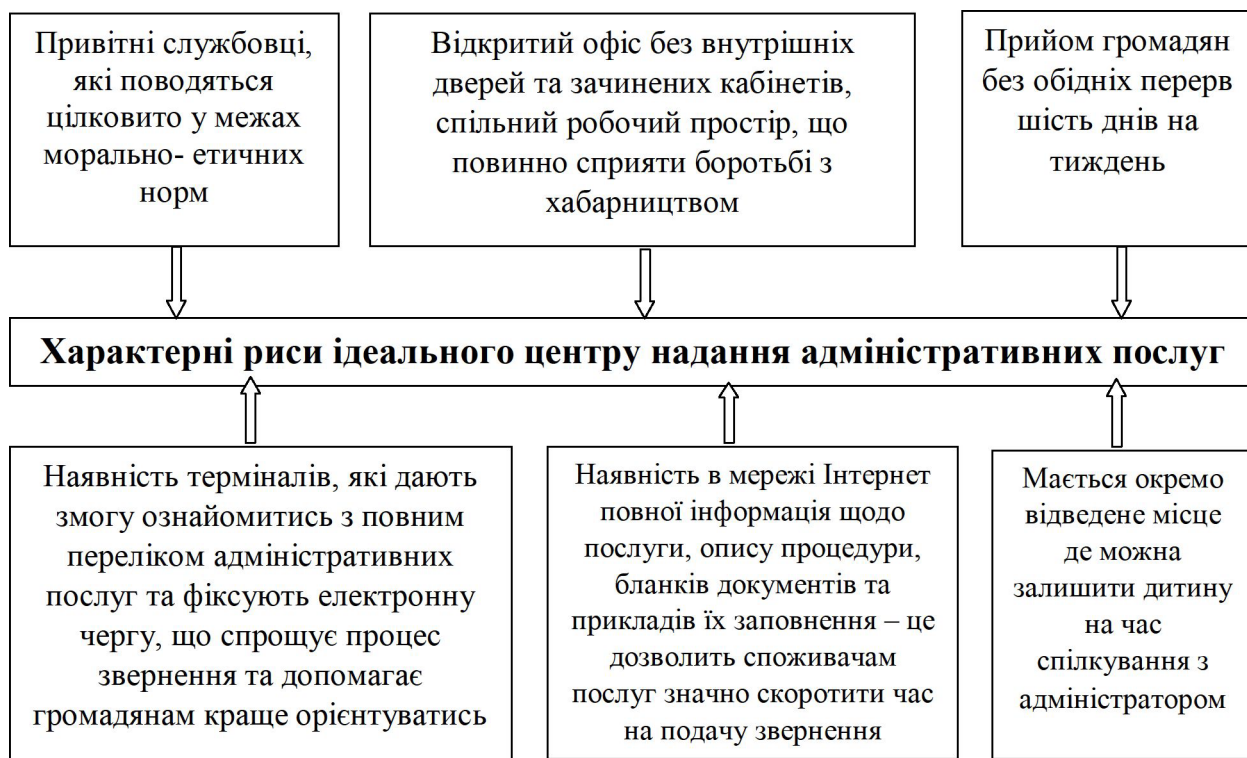 Привітні службовці,
які поводяться
цілковито у межах
морально- етичних
норм
Відкритий офіс без внутрішніх
дверей та зачинених кабінетів,
спільний робочий простір, що
повинно сприяти боротьбі з
хабарництвом
Прийом громадян
без обідніх перерв
шість днів на
тиждень
Характерні риси ідеального центру надання адміністративних послуг
Наявність терміналів, які дають
змогу ознайомитись з повним
переліком адміністративних
послуг та фіксують електронну
чергу, що спрощує процес
звернення та допомагає
громадянам краще орієнтуватись
Наявність в мережі Інтернет
повної інформація щодо
послуги, опису процедури,
бланків документів та
прикладів їх заповнення – це
дозволить споживачам
послуг значно скоротити час
на подачу звернення
Мається окремо
відведене місце
де можна
залишити дитину
на час
спілкування з
адміністратором